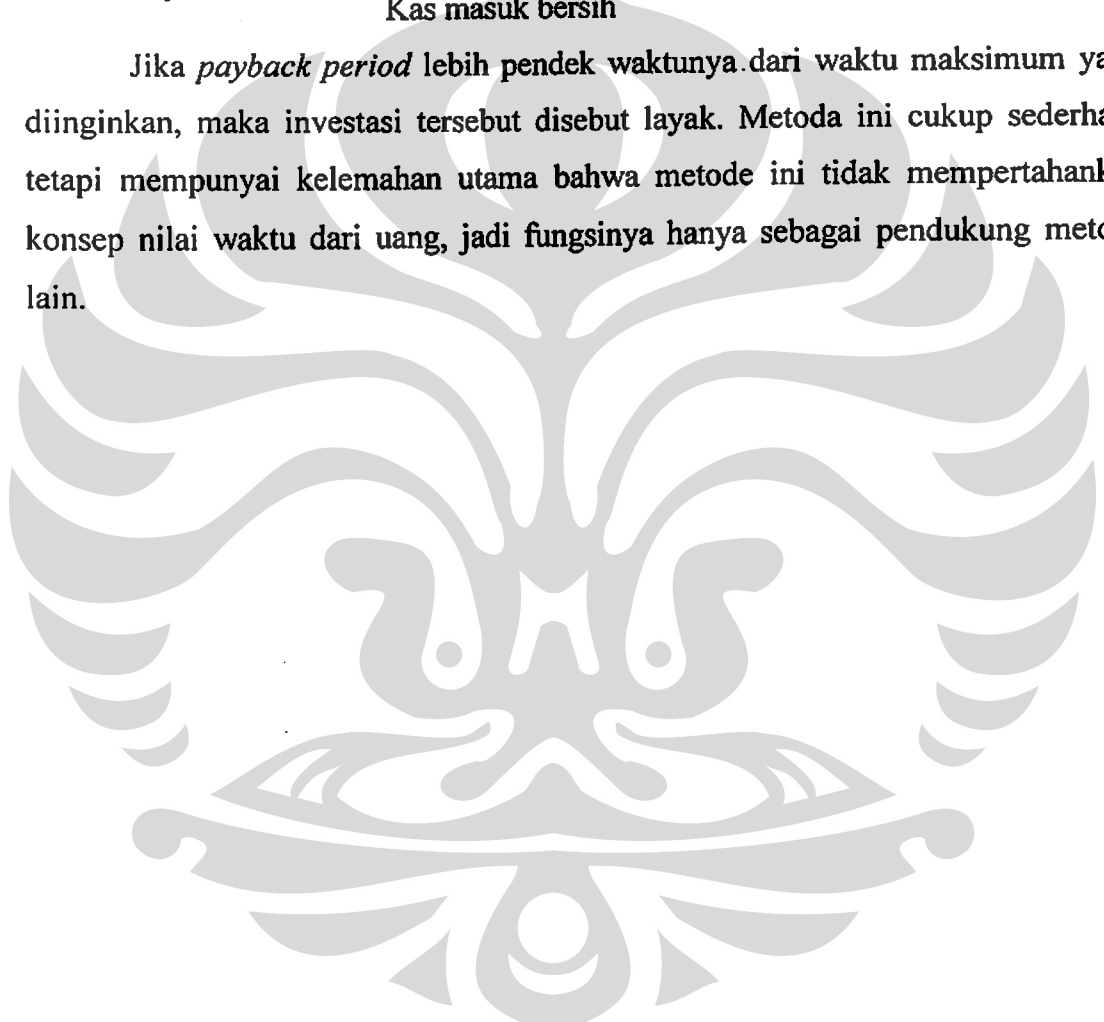 Kas masuk bersih
Jika payback period lebih pendek waktunya dari waktu maksimum ya
diinginkan, maka investasi tersebut disebut layak. Metoda ini cukup sederha
tetapi mempunyai kelemahan utama bahwa metode ini tidak mempertahank
konsep nilai waktu dari uang, jadi fungsinya hanya sebagai pendukung meto
lain.